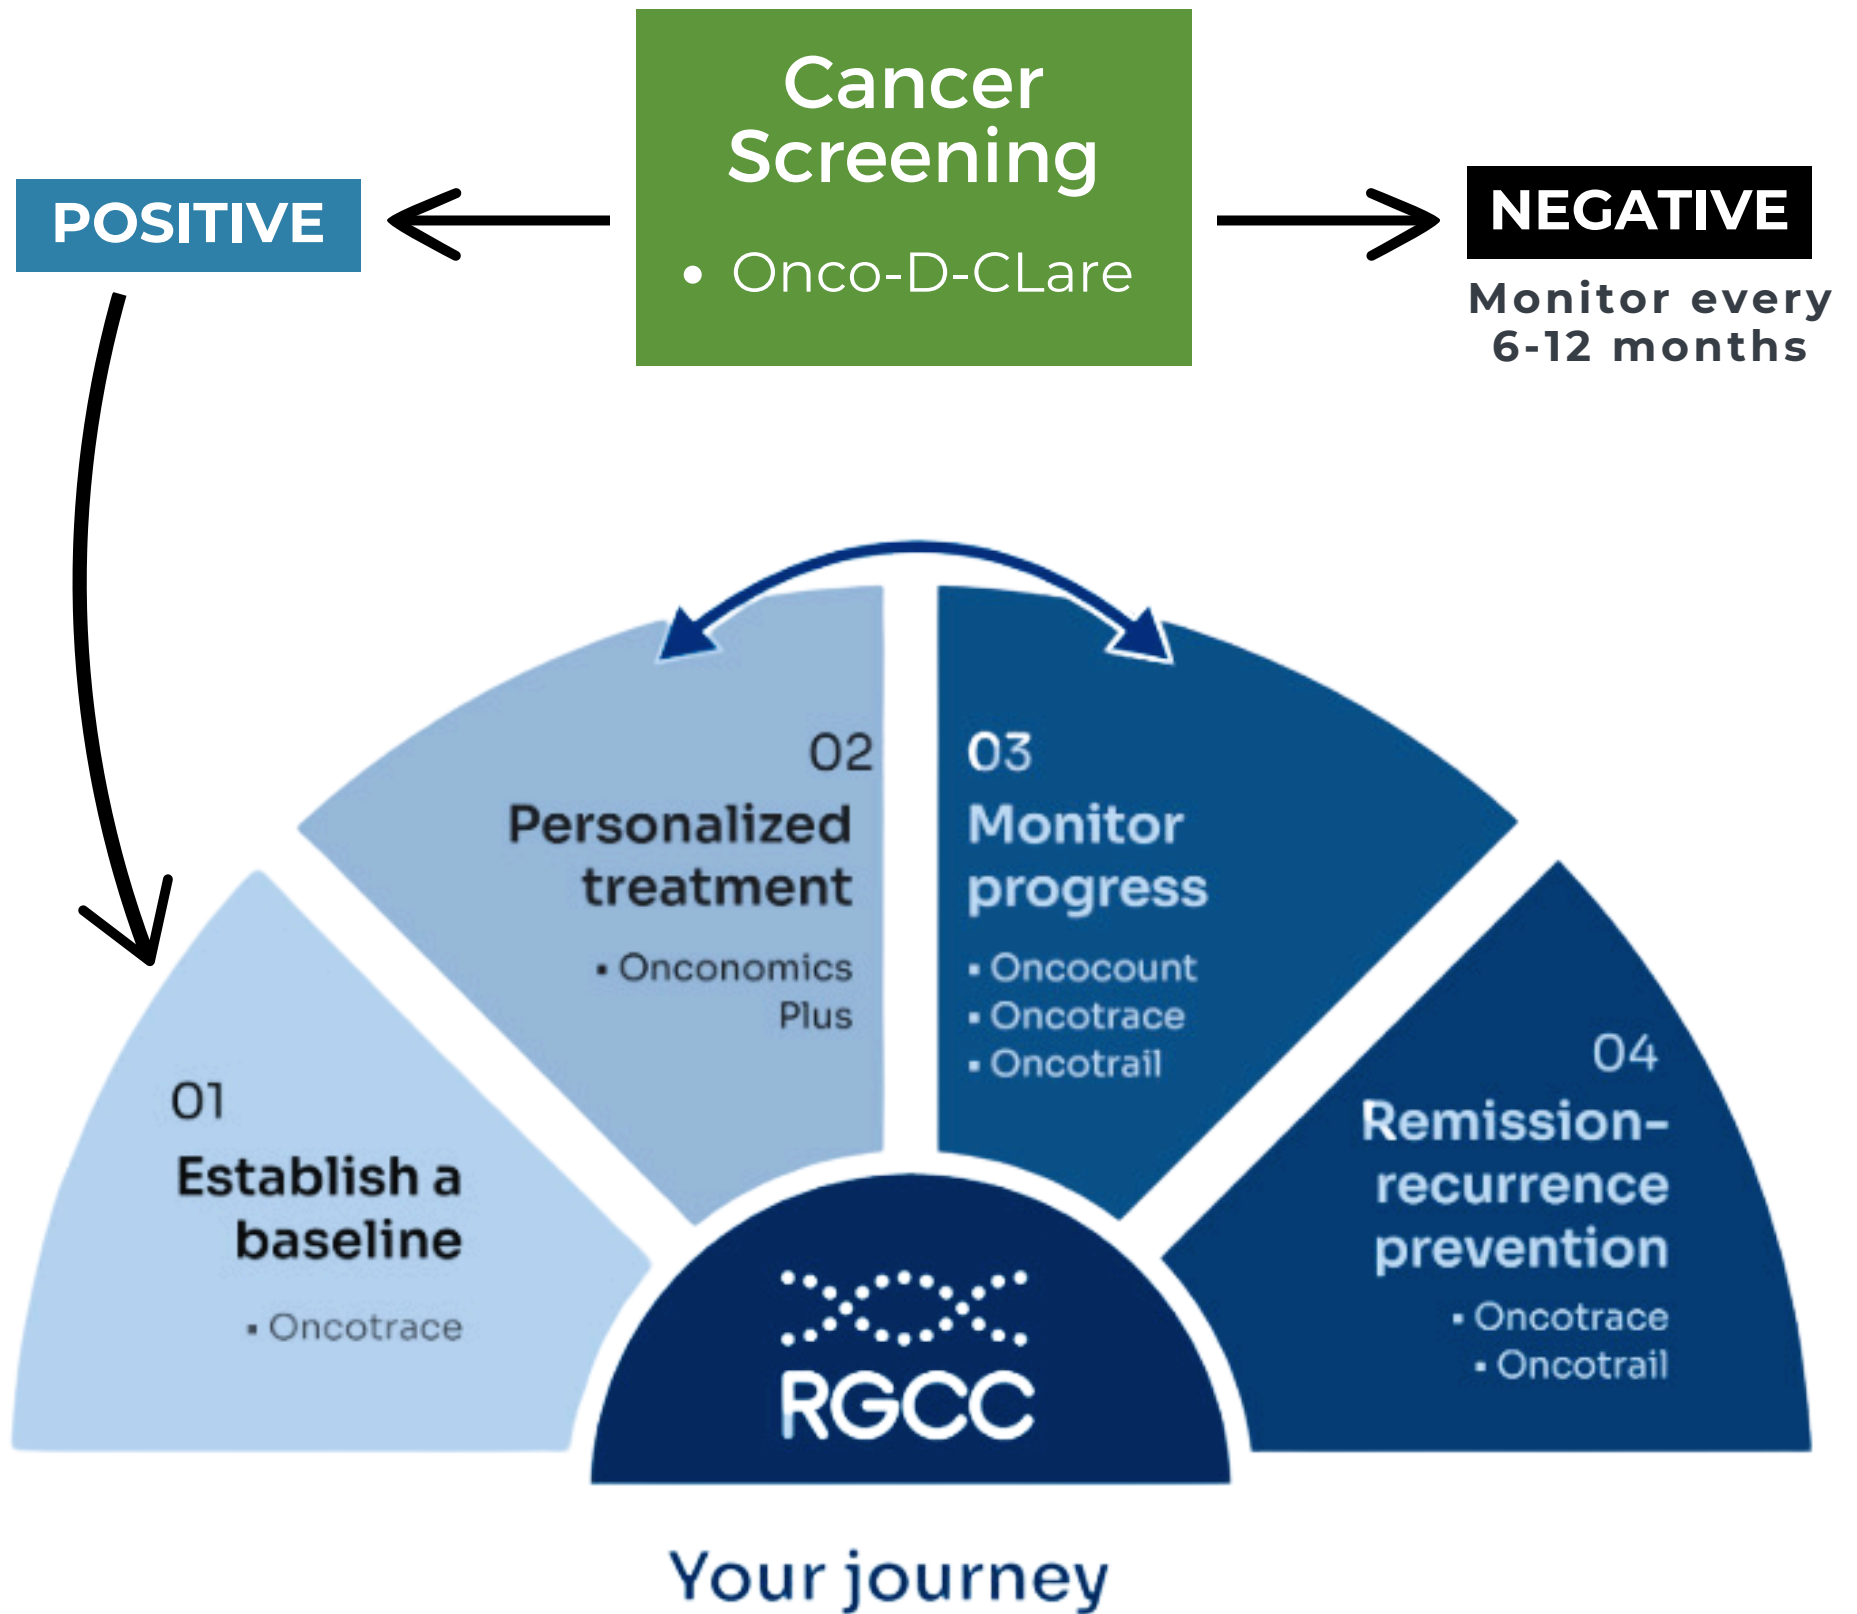 Cancer
Screening
• Onco-D-CLare
POSITIVE
NEGATIVE
Monitor every
6-12 months
01
Establish a
baseline
▪ Oncotrace
02
Personalized
treatment
▪ Onconomics
Plus
03
Monitor
progress
▪ Oncocount
▪ Oncotrace
▪ Oncotrail
04
Remission-
recurrence
prevention
▪ Oncotrace
▪ Oncotrail
RGCC
Your journey